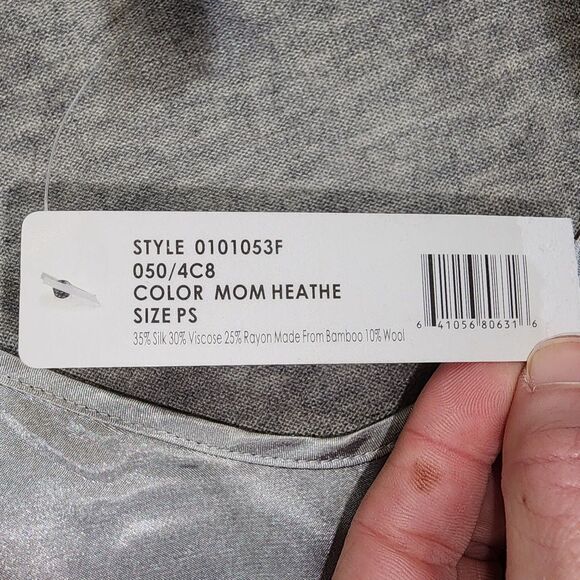 STYLE 0101053F
050/4C8
COLOR MOM HEATHE
SIZE PS
35% Silk 30% Viscose 25% Rayon Made From Bamboo 10% Wool
6 41056 80631 6